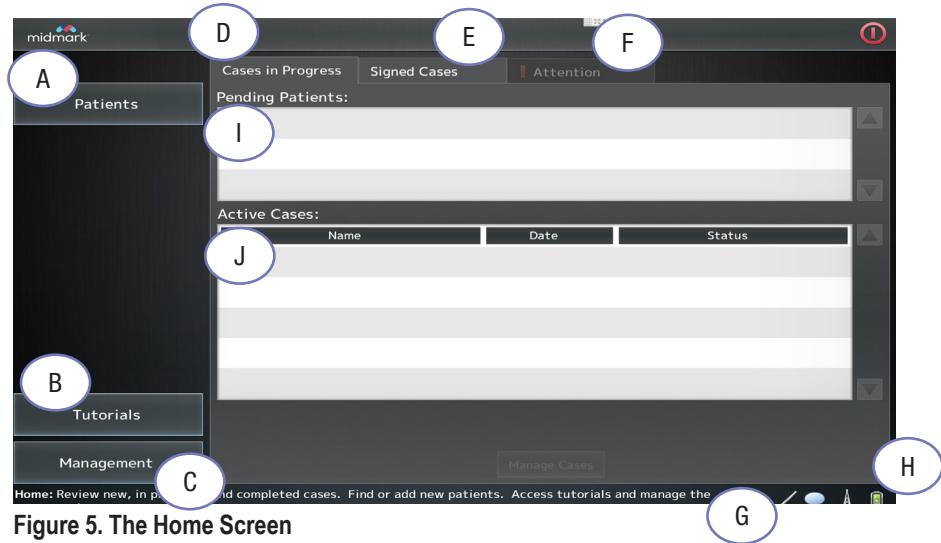 midmark
D
E
F
A
Cases in Progress
Signed Cases
! Attention
Patients
Pending Patients:
I
Active Cases:
Name
Date
Status
J
B
Tutorials
Management
Manage Cases
C
H
Home: Review new, in nd completed cases. Find or add new patients. Access tutorials and manage the
G
Figure 5. The Home Screen